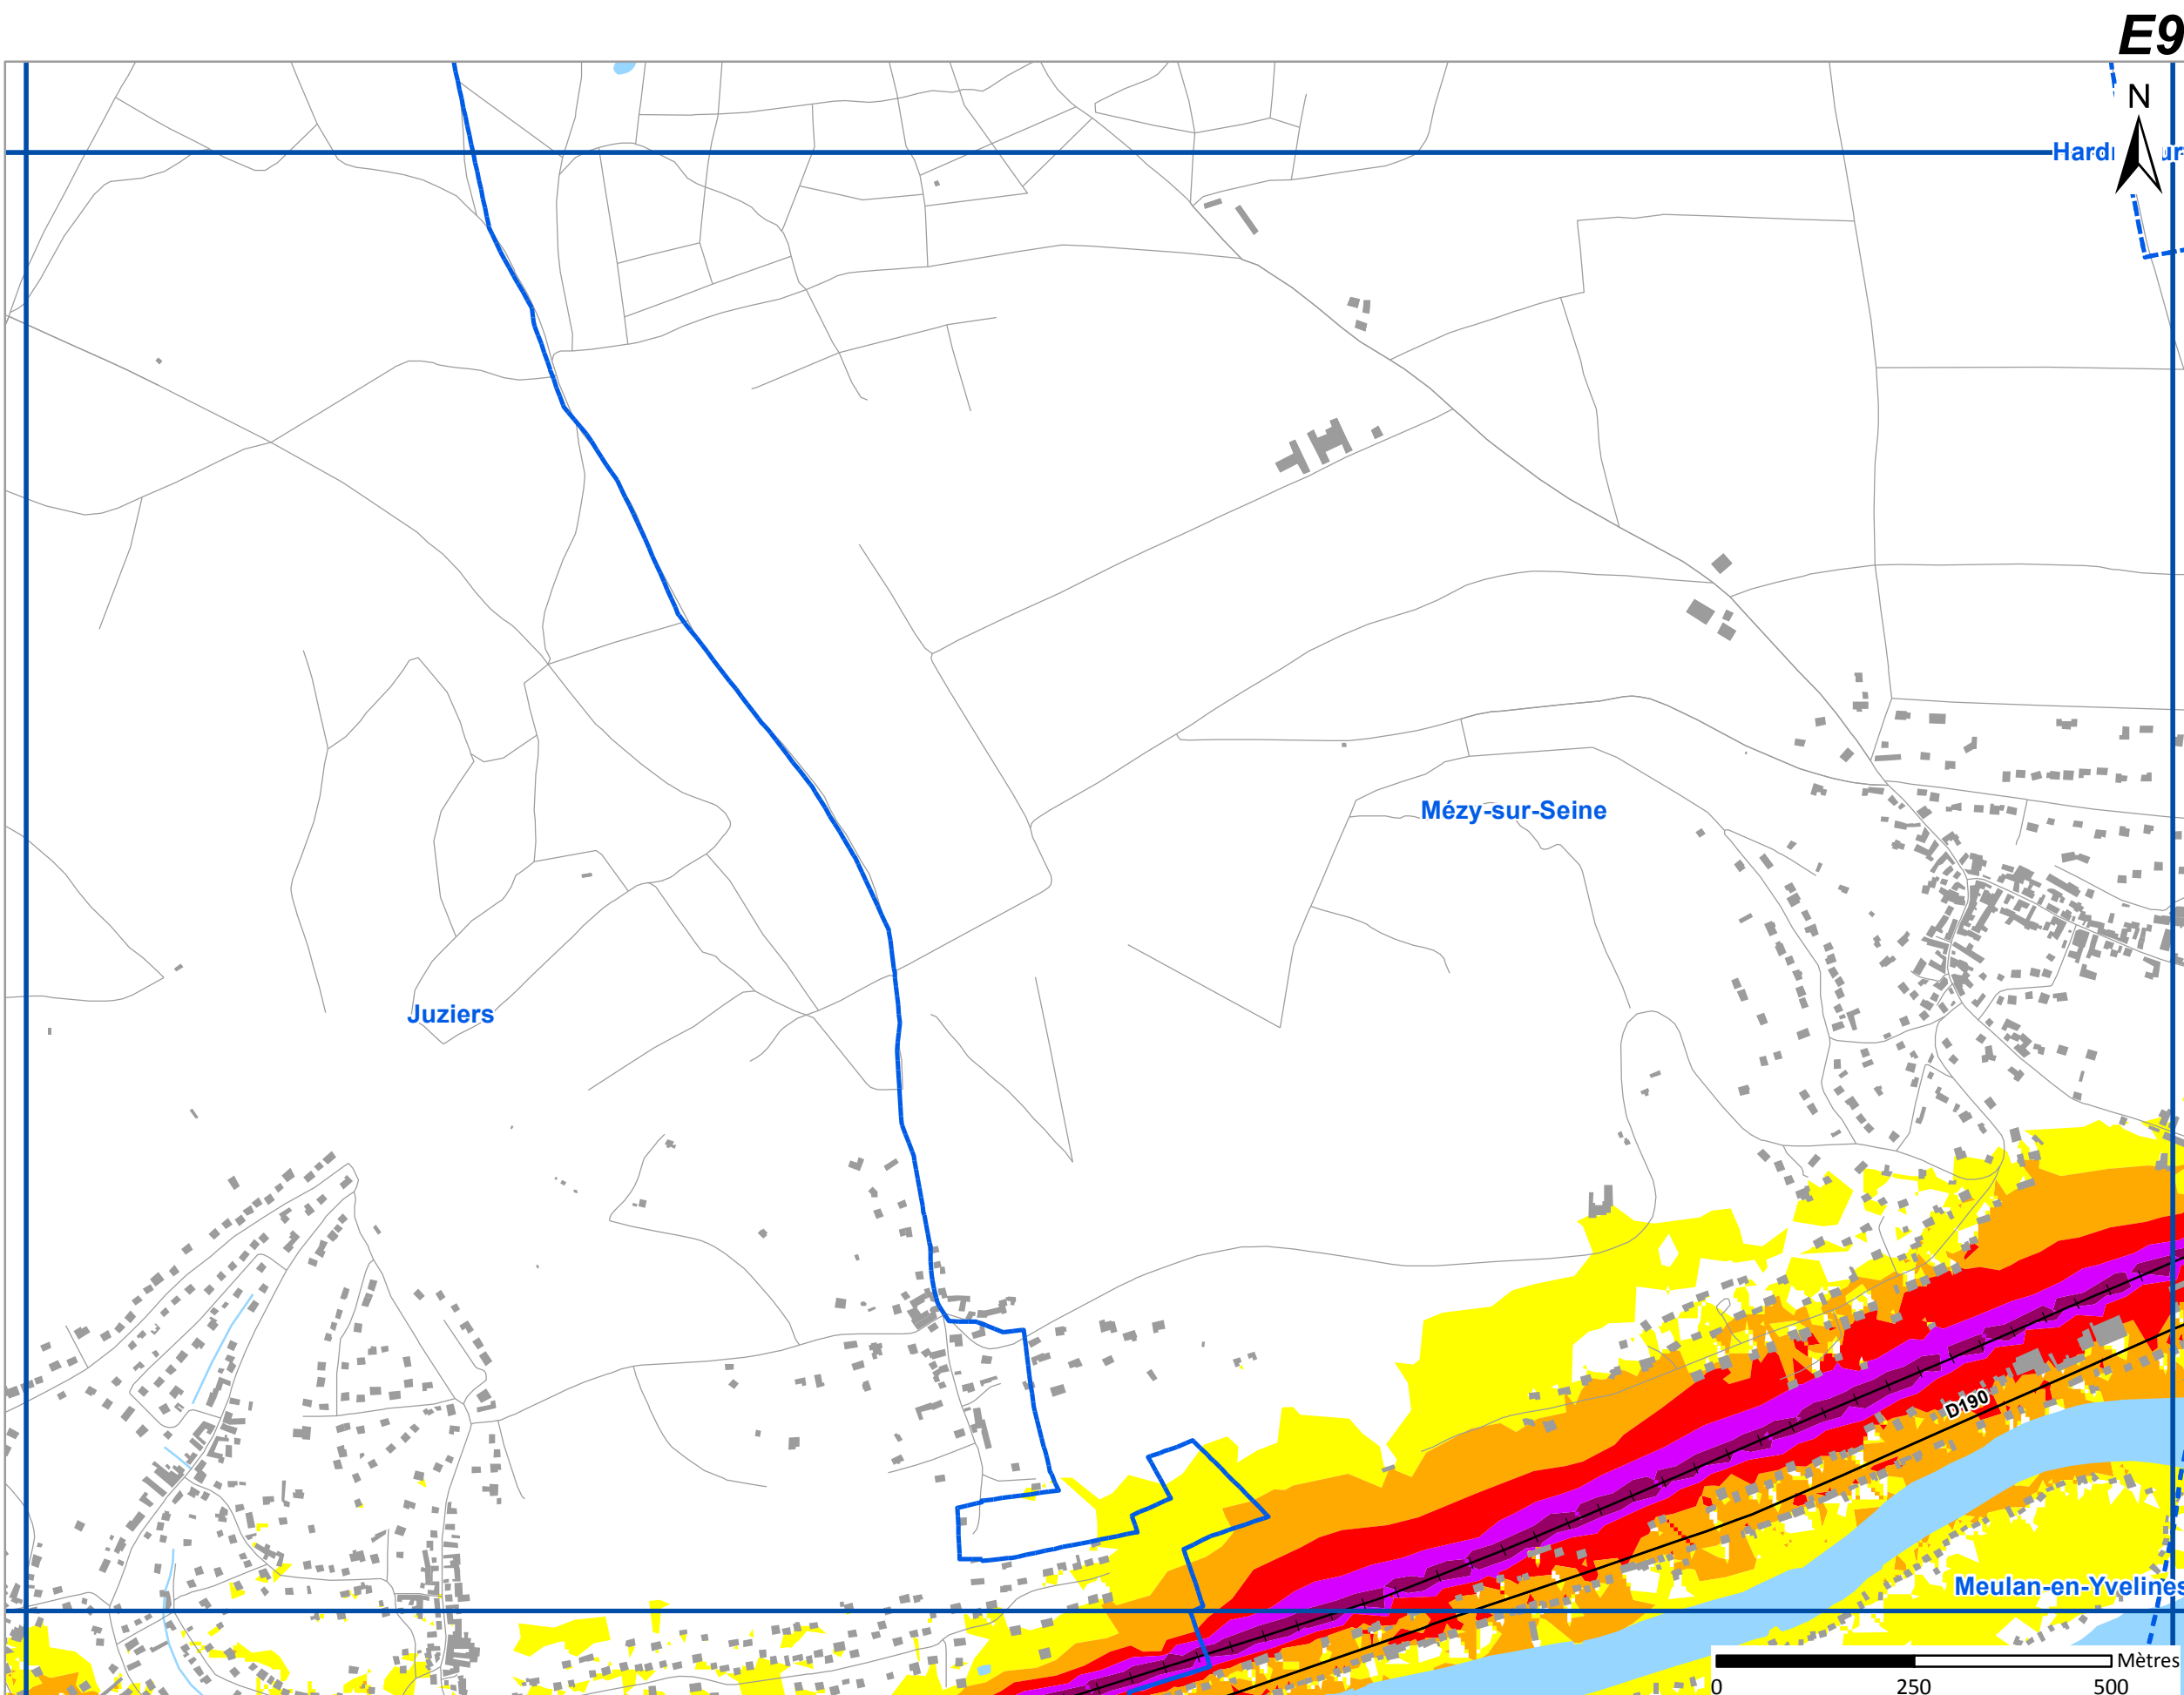 E9
N
Mézy-sur-Seine
Juziers
D190
Meulan-en-Yvelines
Mètres
0 250 500